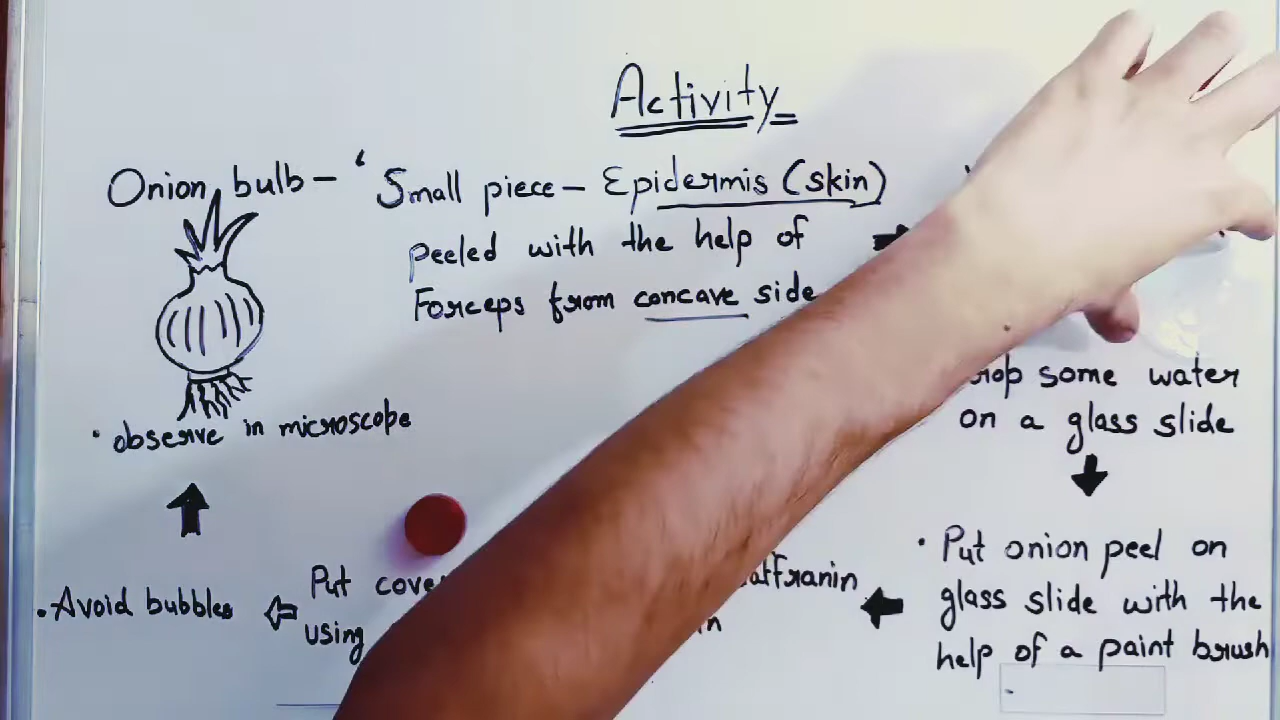 Activity
Onion bulb -
Small piece - Epidermis (skin)
peeled with the help of
Forceps from concave side
some water
on a glass slide
• Put onion peel on
glass slide with the
help of a paint brush
Put
using
• Avoid bubbles
• observe in microscope